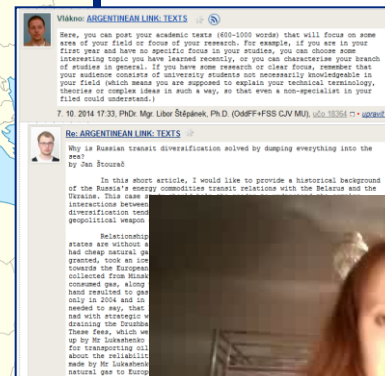 Vlákno: ARGENTINEAN LINK: TEXTS
Here, you can post your academic texts (600-1000 words) that will focus on some
area of your field or focus of your research. For example, if you are in your
first year and have no specific focus in your studies, you can choose some
interesting topic you have learned recently, or you can characterise your branch
of studies in general. If you have some research or clear focus, remember that
your audience consists of university students not necessarily knowledgeable in
your field (which means you are supposed to explain your technical terminology,
theories or complex ideas in such a way, so that even a non-specialist in your
filed could understand.)
7. 10. 2014 17:33, PhDr. Mgr. Libor Štěpánek, Ph.D. (OddFF+FSS CJV MU), učo 18364 • upravit
Re: ARGENTINEAN LINK: TEXTS
Why is Russian transit diversification solved by dumping everything into the
sea?
by Jan Štouraš
In this short article, I would like to provide a historical background
of the Russia's energy commodities transit relations with the Belarus and the
Ukraine. This case
interactions between
diversification tend
geopolitical weapon
Relationship
states are without a
had cheap natural ga
granted, took an ice
towards the European
collected from Minsk
consumed gas, along
hand resulted to gas
only in 2004 and in
needed to say, that
nad with strategic w
draining the Druzhba
These fees, which we
up by Mr Lukashenko
for transporting oil
about the reliabilit
made by Mr Lukashenk
natural gas to Europ